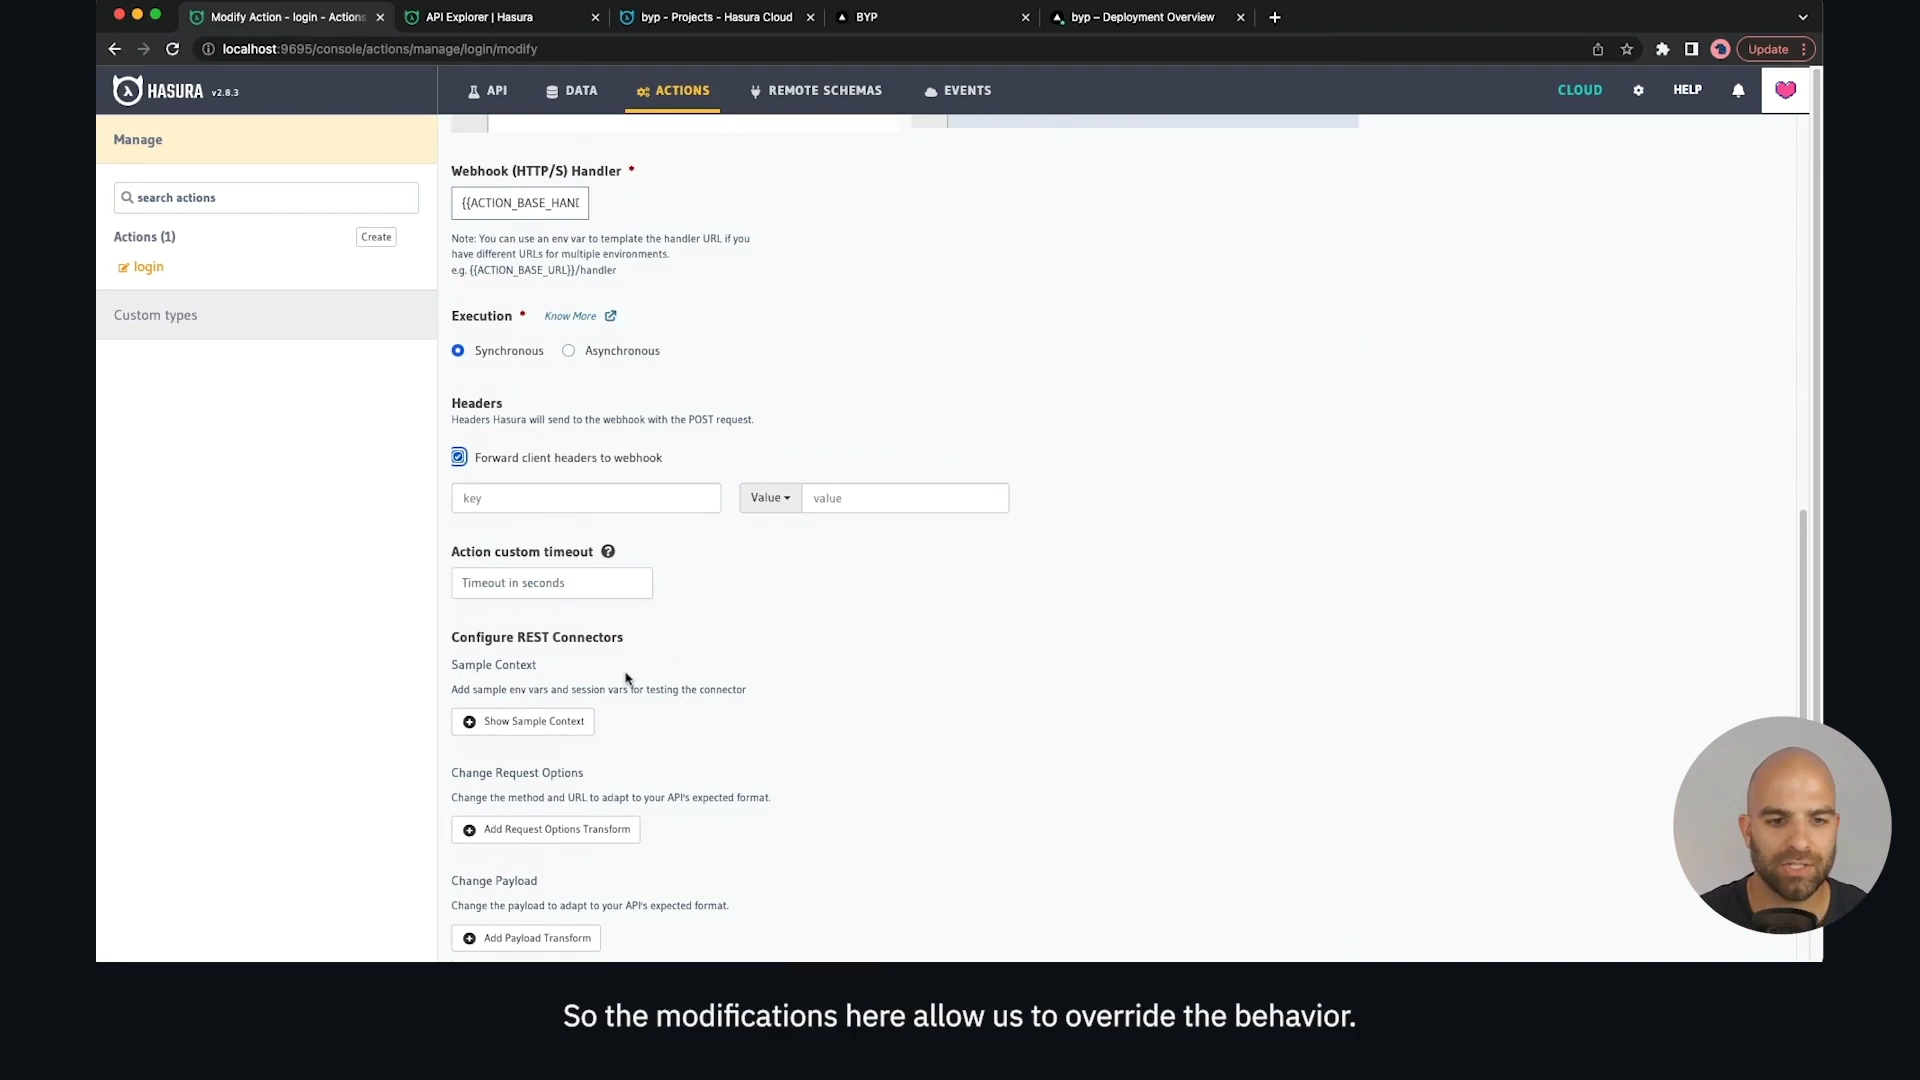 Modify Action - login - Actions
API Explorer | Hasura
byp - Projects - Hasura Cloud
BYP
byp – Deployment Overview
localhost:9695/console/actions/manage/login/modify
Update
HASURA v2.8.3
API
DATA
ACTIONS
REMOTE SCHEMAS
EVENTS
CLOUD
HELP
Manage
search actions
Actions (1)
Create
login
Custom types
Webhook (HTTP/S) Handler *
{{ACTION_BASE_HAND
Note: You can use an env var to template the handler URL if you
have different URLs for multiple environments.
e.g. {{ACTION_BASE_URL}}/handler
Execution * Know More
Synchronous Asynchronous
Headers
Headers Hasura will send to the webhook with the POST request.
Forward client headers to webhook
key
Value
value
Action custom timeout
Timeout in seconds
Configure REST Connectors
Sample Context
Add sample env vars and session vars for testing the connector
Show Sample Context
Change Request Options
Change the method and URL to adapt to your API's expected format.
Add Request Options Transform
Change Payload
Change the payload to adapt to your API's expected format.
Add Payload Transform
So the modifications here allow us to override the behavior.